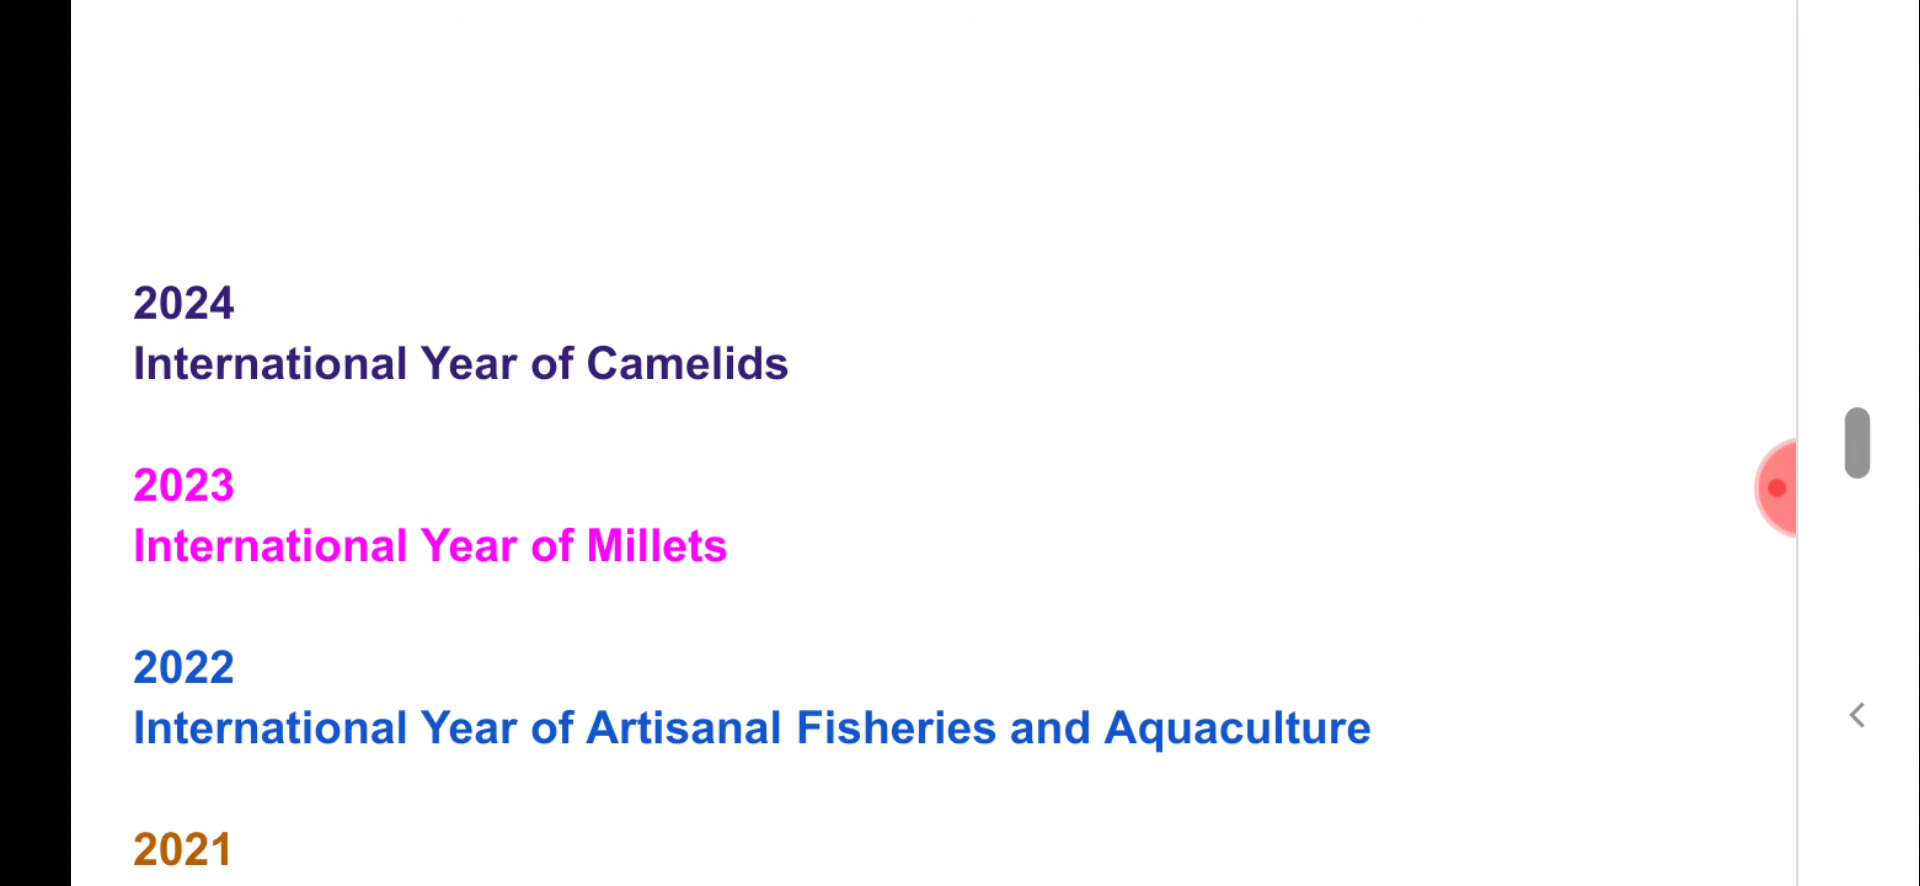 2024
International Year of Camelids
2023
International Year of Millets
2022
International Year of Artisanal Fisheries and Aquaculture
2021